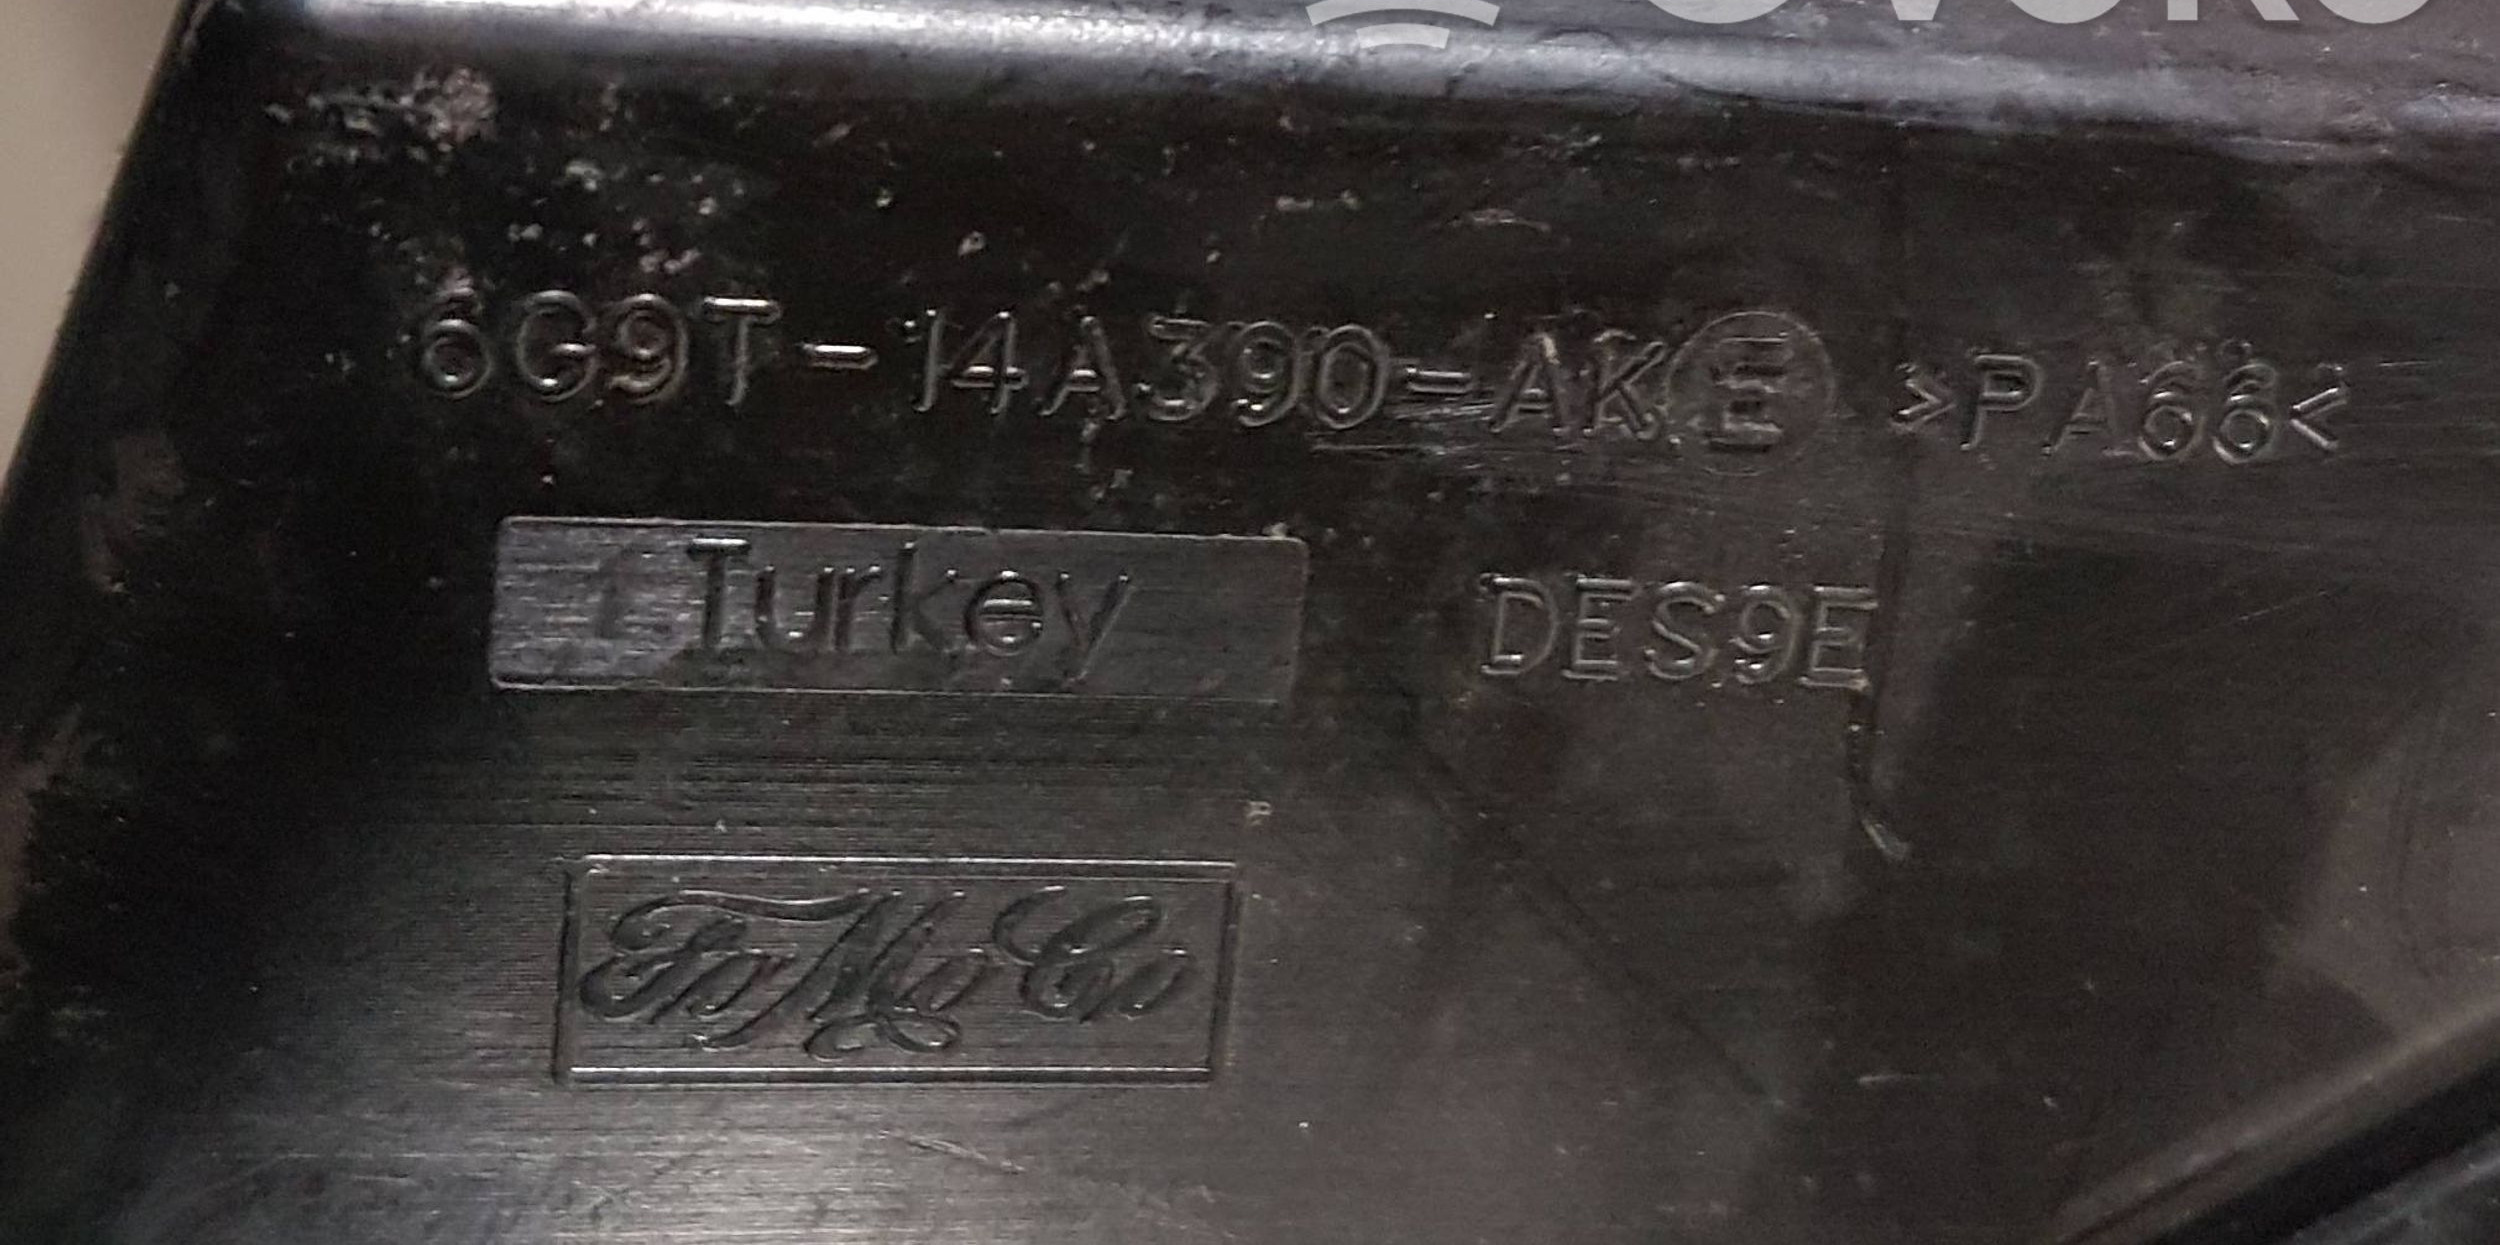 6G9T-14A390-AK E >PA66<
Turkey
DES9E
FoMoCo